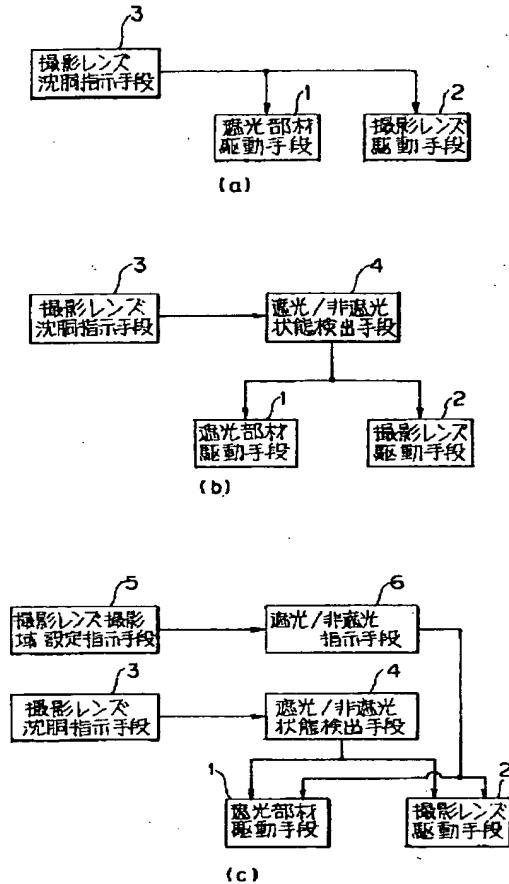 3
撮影レンズ
沈胴指示手段
1
2
遮光部材
駆動手段
撮影レンズ
駆動手段
(a)
3
4
撮影レンズ
沈胴指示手段
遮光/非遮光
状態検出手段
1
2
遮光部材
駆動手段
撮影レンズ
駆動手段
(b)
5
6
撮影レンズ撮影
域設定指示手段
遮光/非遮光
指示手段
3
4
撮影レンズ
沈胴指示手段
遮光/非遮光
状態検出手段
1
2
遮光部材
駆動手段
撮影レンズ
駆動手段
(c)